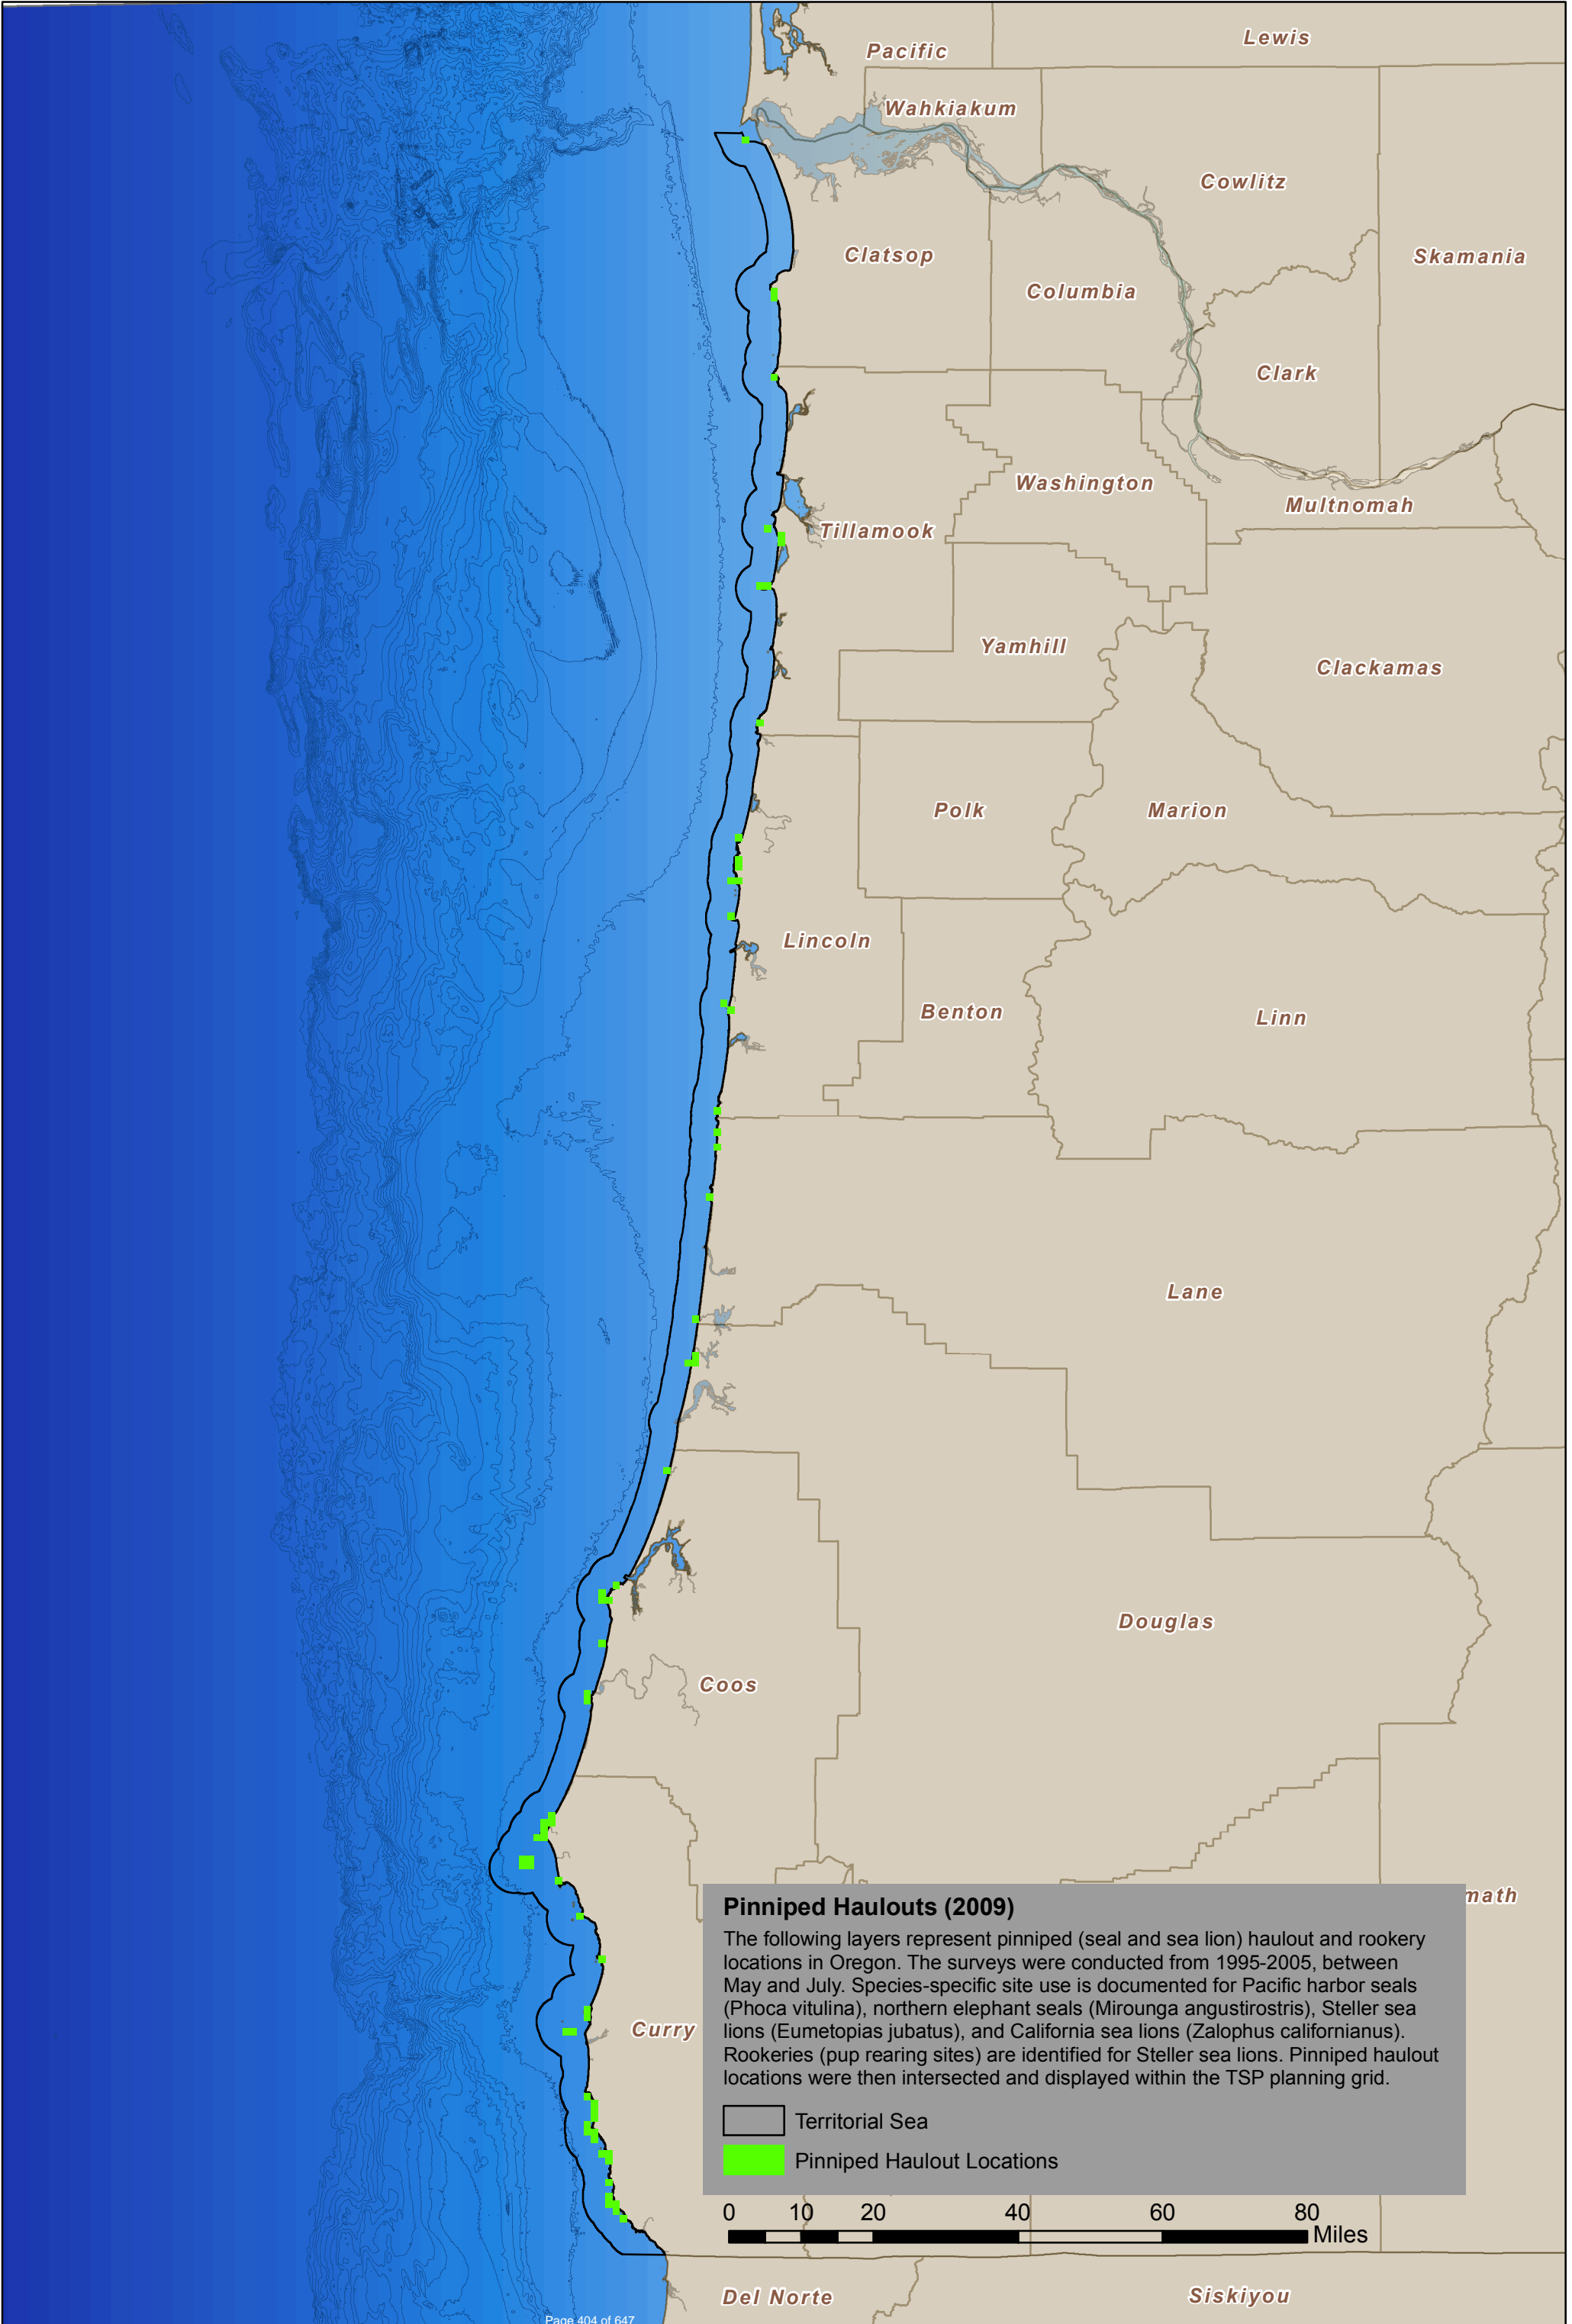 Lewis
Pacific
Wahkiakum
Cowlitz
Clatsop
Skamania
Columbia
Clark
Washington
Multnomah
Tillamook
Yamhill
Clackamas
Polk
Marion
Lincoln
Benton
Linn
Lane
Douglas
Coos
math
Curry
Pinniped Haulouts (2009)
The following layers represent pinniped (seal and sea lion) haulout and rookery
locations in Oregon. The surveys were conducted from 1995-2005, between
May and July. Species-specific site use is documented for Pacific harbor seals
(Phoca vitulina), northern elephant seals (Mirounga angustirostris), Steller sea
lions (Eumetopias jubatus), and California sea lions (Zalophus californianus).
Rookeries (pup rearing sites) are identified for Steller sea lions. Pinniped haulout
locations were then intersected and displayed within the TSP planning grid.
Territorial Sea
Pinniped Haulout Locations
0 10 20 40 60 80
Miles
Del Norte
Siskiyou
Page 404 of 647